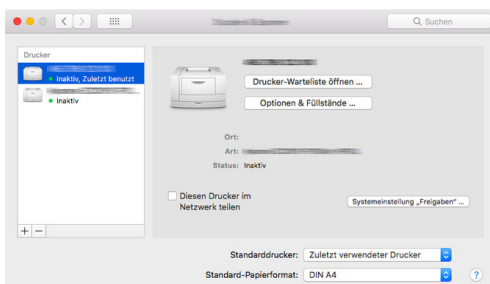 Suchen
Drucker
Inaktiv, Zuletzt benutzt
Inaktiv
Drucker-Warteliste öffnen ...
Optionen & Füllstände ...
Ort:
Art:
Status: Inaktiv
Diesen Drucker im
Netzwerk teilen
Systemeinstellung „Freigaben“ ...
+ −
Standarddrucker: Zuletzt verwendeter Drucker
Standard-Papierformat: DIN A4
?